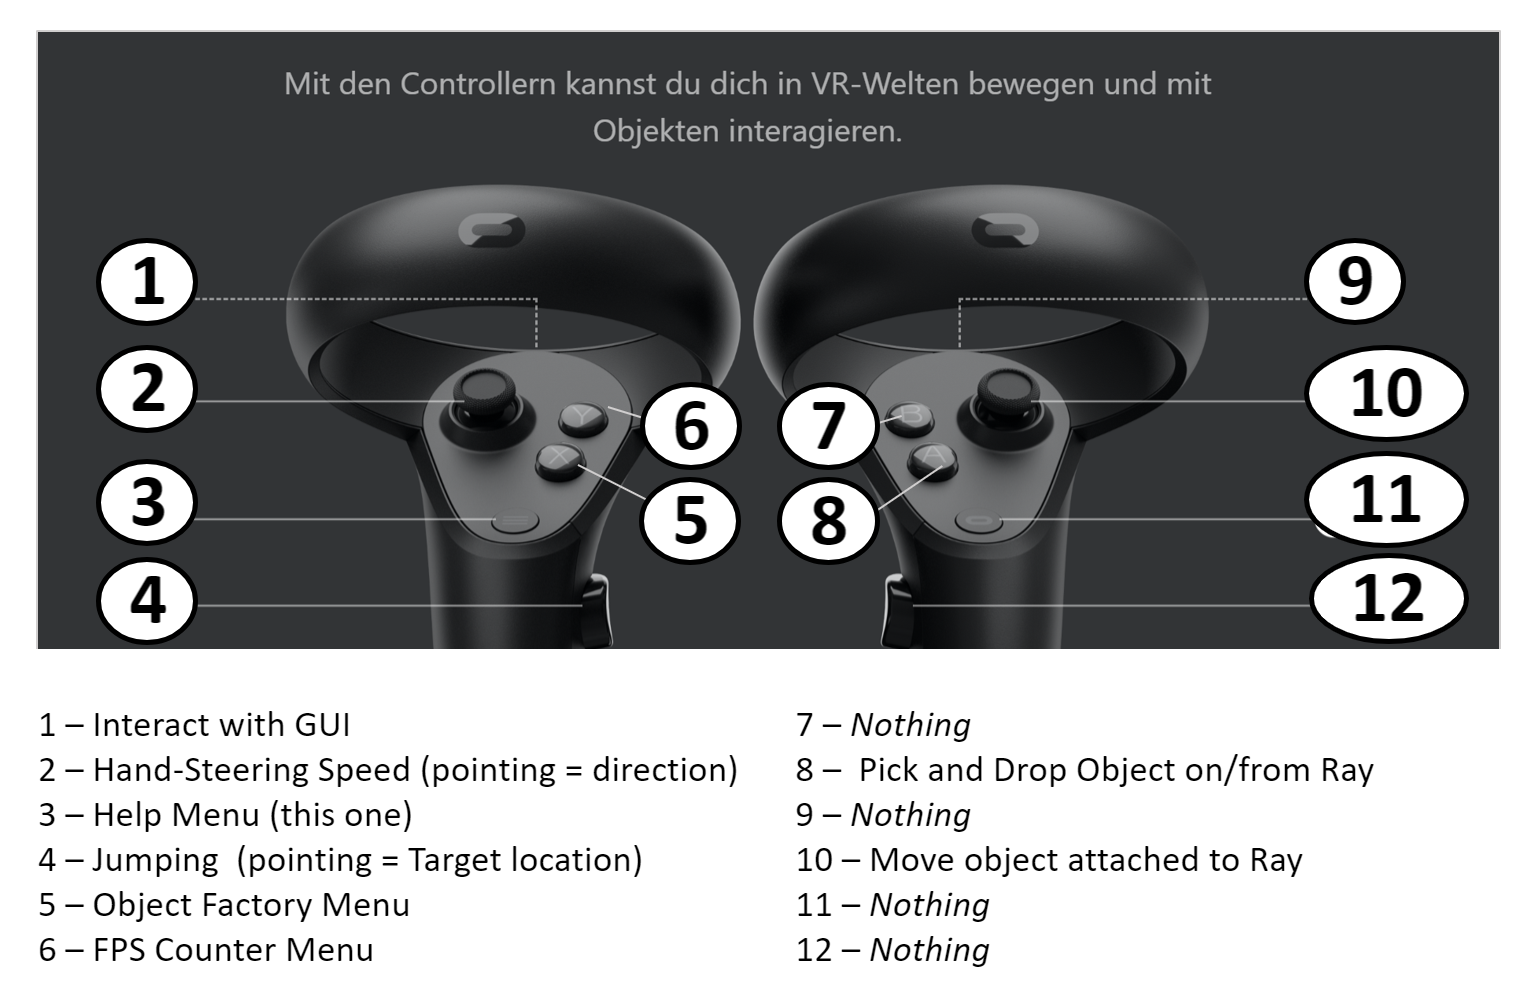 Mit den Controllern kannst du dich in VR-Welten bewegen und mit
Objekten interagieren.
1
9
2
10
Y
6
7
B
X
A
3
5
8
11
4
12
1 – Interact with GUI
2 – Hand-Steering Speed (pointing = direction)
3 – Help Menu (this one)
4 – Jumping  (pointing = Target location)
5 – Object Factory Menu
6 – FPS Counter Menu
7 – Nothing
8 –  Pick and Drop Object on/from Ray
9 – Nothing
10 – Move object attached to Ray
11 – Nothing
12 – Nothing